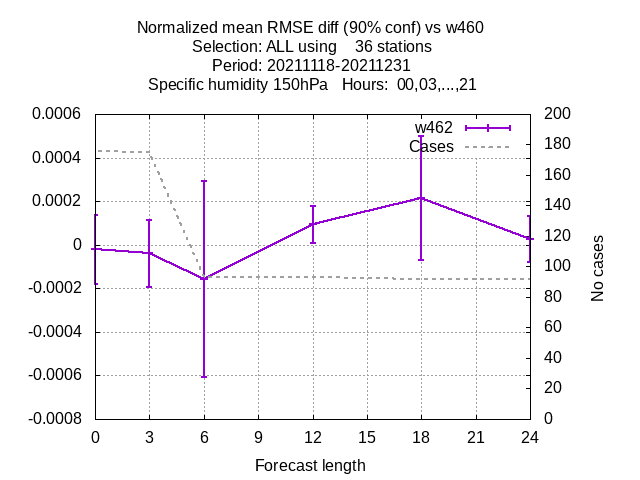 Normalized mean RMSE diff (90% conf) vs w460
Selection: ALL using    36 stations
Period: 20211118-20211231
Specific humidity 150hPa   Hours:  00,03,...,21
w462
Cases
0.0006
0.0004
0.0002
0
-0.0002
-0.0004
-0.0006
-0.0008
200
180
160
140
120
100
80
60
40
20
0
No cases
0 3 6 9 12 15 18 21 24
Forecast length